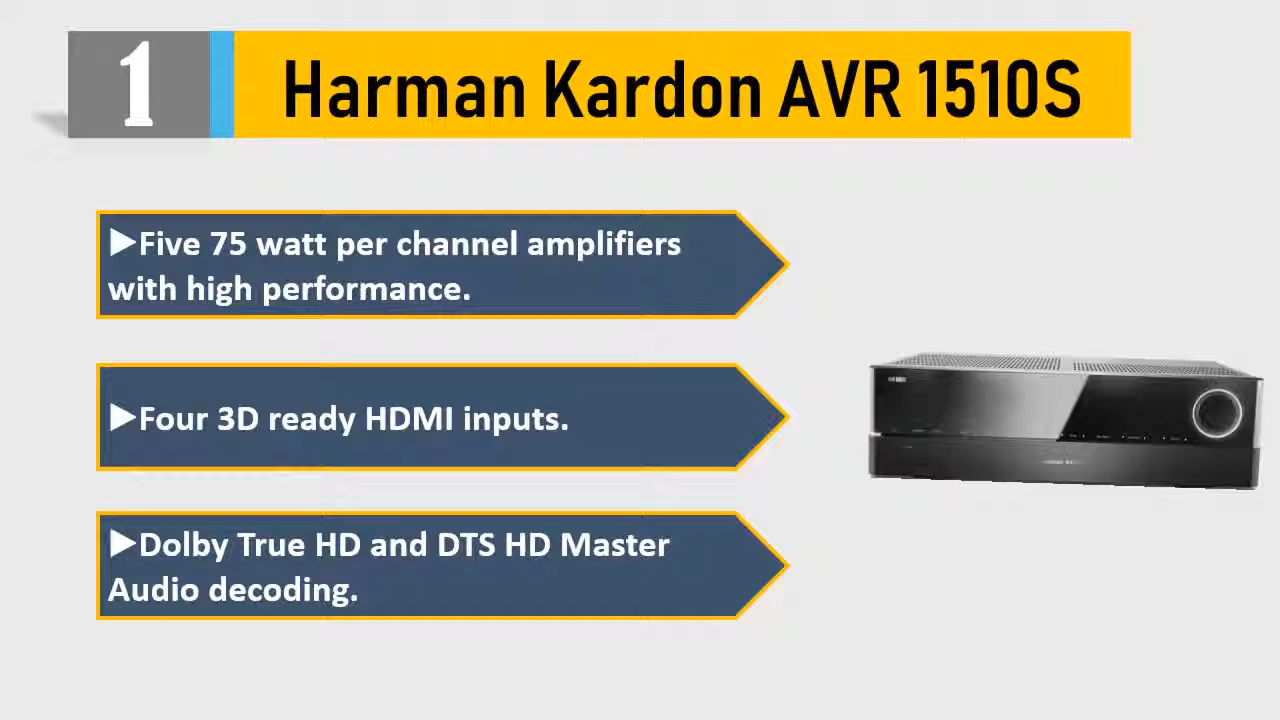 1
Harman Kardon AVR 1510S
▶Five 75 watt per channel amplifiers
with high performance.
▶Four 3D ready HDMI inputs.
▶Dolby True HD and DTS HD Master
Audio decoding.